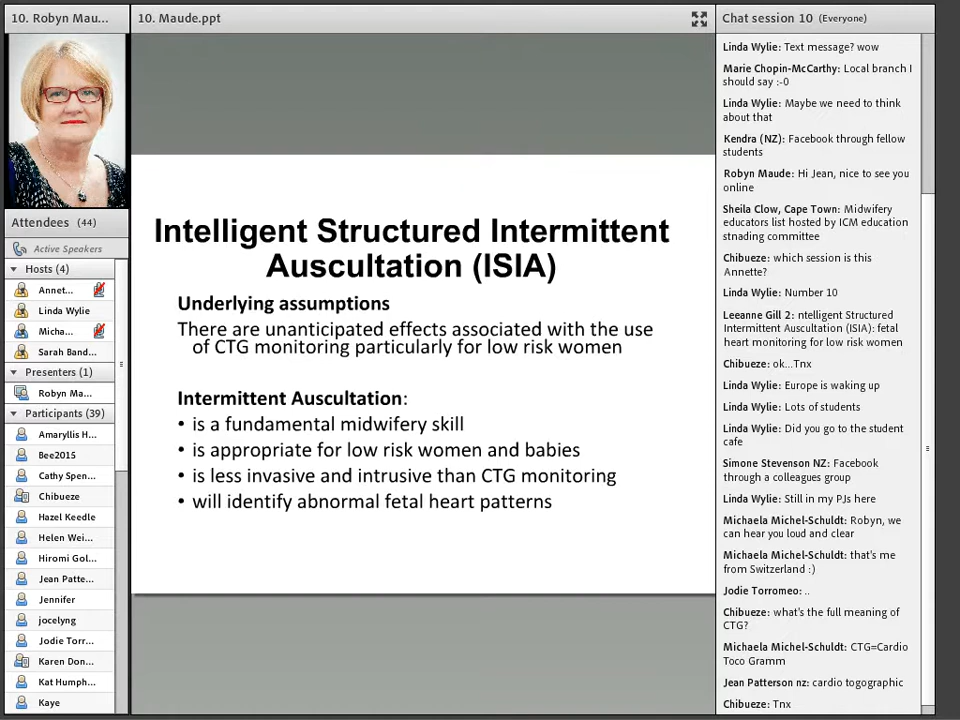 10. Robyn Mau...
Attendees (44)
Active Speakers
Hosts (4)
Annet...
Linda Wylie
Micha...
Sarah Band...
Presenters (1)
Robyn Ma...
Participants (39)
Amaryllis H...
Bee2015
Cathy Spen...
Chibueze
Hazel Keedle
Helen Wei...
Hiromi Gol...
Jean Patte...
Jennifer
jocelyng
Jodie Torr...
Karen Don...
Kat Humph...
Kaye
10. Maude.ppt
Intelligent Structured Intermittent
Auscultation (ISIA)
Underlying assumptions
There are unanticipated effects associated with the use
of CTG monitoring particularly for low risk women
Intermittent Auscultation:
• is a fundamental midwifery skill
• is appropriate for low risk women and babies
• is less invasive and intrusive than CTG monitoring
• will identify abnormal fetal heart patterns
Chat session 10 (Everyone)
Linda Wylie: Text message? wow
Marie Chopin-McCarthy: Local branch I
should say :-0
Linda Wylie: Maybe we need to think
about that
Kendra (NZ): Facebook through fellow
students
Robyn Maude: Hi Jean, nice to see you
online
Sheila Clow, Cape Town: Midwifery
educators list hosted by ICM education
stnading committee
Chibueze: which session is this
Annette?
Linda Wylie: Number 10
Leeanne Gill 2: ntelligent Structured
Intermittent Auscultation (ISIA): fetal
heart monitoring for low risk women
Chibueze: ok...Tnx
Linda Wylie: Europe is waking up
Linda Wylie: Lots of students
Linda Wylie: Did you go to the student
cafe
Simone Stevenson NZ: Facebook
through a colleagues group
Linda Wylie: Still in my PJs here
Michaela Michel-Schuldt: Robyn, we
can hear you loud and clear
Michaela Michel-Schuldt: that's me
from Switzerland :)
Jodie Torromeo: ..
Chibueze: what's the full meaning of
CTG?
Michaela Michel-Schuldt: CTG=Cardio
Toco Gramm
Jean Patterson nz: cardio togographic
Chibueze: Tnx